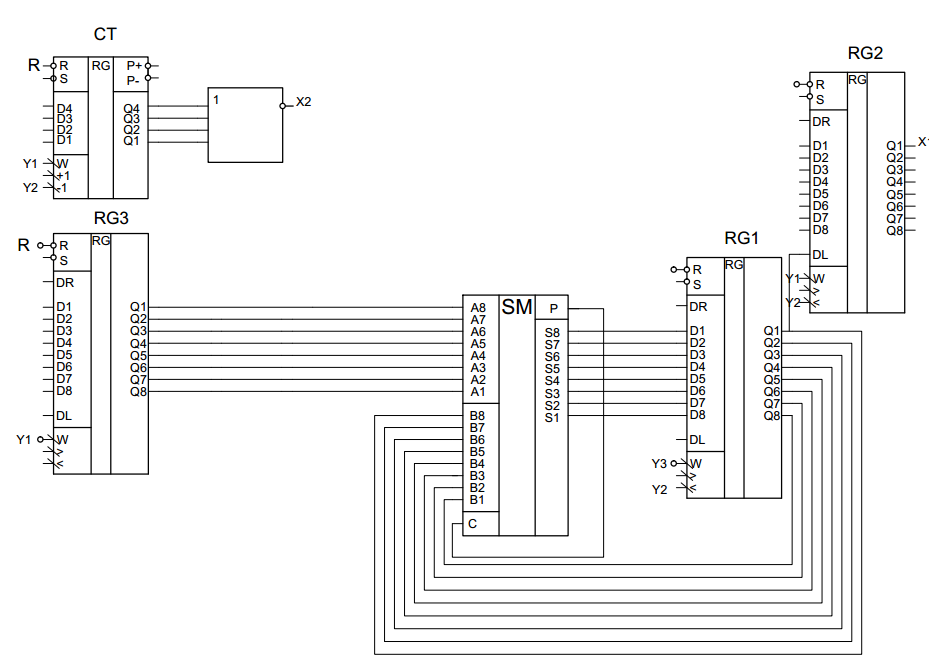 CT
R R RG P+
S P-
D4 Q4 1
D3 Q3 X2
D2 Q2
D1 Q1
Y1 W
+1
Y2 -1
RG3
R R RG
S
DR
D1 Q1
D2 Q2
D3 Q3
D4 Q4
D5 Q5
D6 Q6
D7 Q7
D8 Q8
DL
Y1 W
>
<
A8 SM P
A7
A6 S8
A5 S7
A4 S6
A3 S5
A2 S4
A1 S3
S2
B8 S1
B7
B6
B5
B4
B3
B2
B1
C
RG1
R RG
S
DR
D1 Q1
D2 Q2
D3 Q3
D4 Q4
D5 Q5
D6 Q6
D7 Q7
D8 Q8
DL
Y3 W
>
Y2 <
RG2
R RG
S
DR
D1 Q1 X
D2 Q2
D3 Q3
D4 Q4
D5 Q5
D6 Q6
D7 Q7
D8 Q8
DL
Y1 W
>
Y2 <